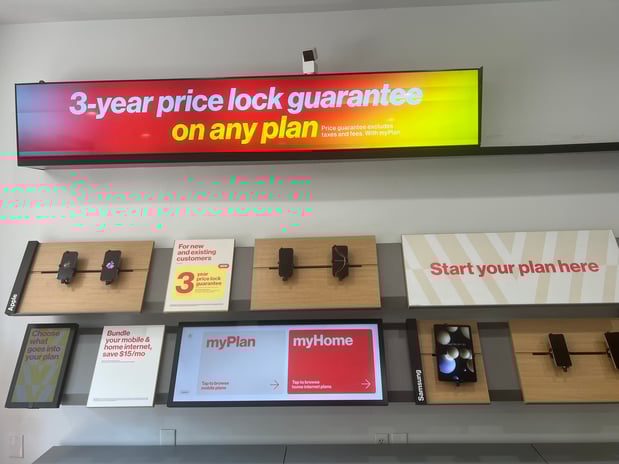 3-year price lock guarantee
on any plan
Price guarantee excludes
taxes and fees. With myPlan
For new and existing
customers
3
year
price lock
guarantee
Start your plan here
Apple
Choose
what
goes into
your plan
Bundle
your mobile &
home internet,
save $15/mo
myPlan
Tap to browse
mobile plans
myHome
Tap to browse
home internet plans
Samsung